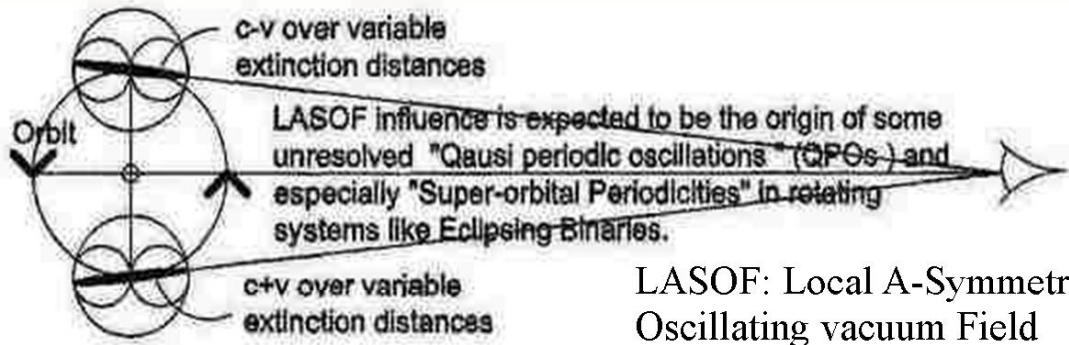 c-v over variable
extinction distances
Orbit
LASOF influence is expected to be the origin of some
unresolved "Qausi periodic oscillations " (QPOs ) and
especially "Super-orbital Periodicities" in rotating
systems like Eclipsing Binaries.
c+v over variable
extinction distances
LASOF: Local A-Symmetr
Oscillating vacuum Field